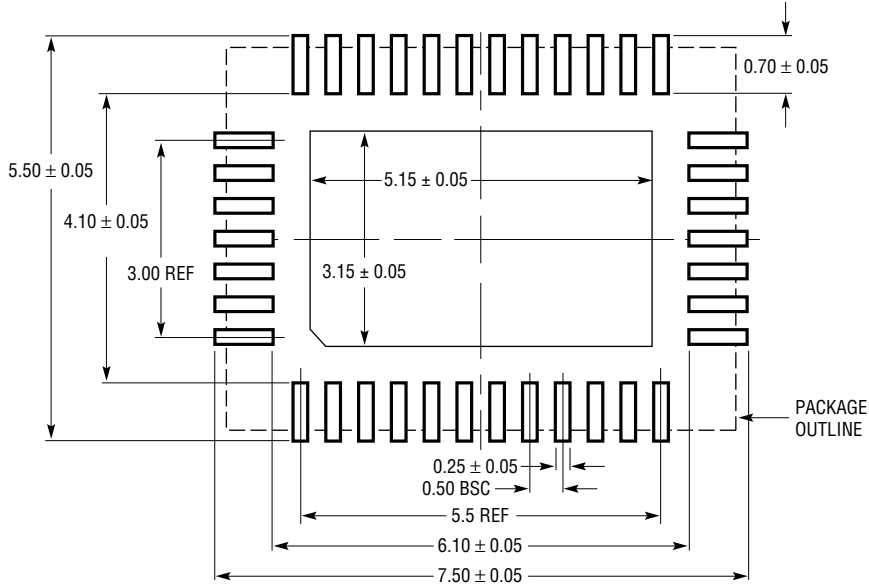 0.70 ± 0.05
5.50 ± 0.05
5.15 ± 0.05
4.10 ± 0.05
3.00 REF
3.15 ± 0.05
PACKAGE
OUTLINE
0.25 ± 0.05
0.50 BSC
5.5 REF
6.10 ± 0.05
7.50 ± 0.05